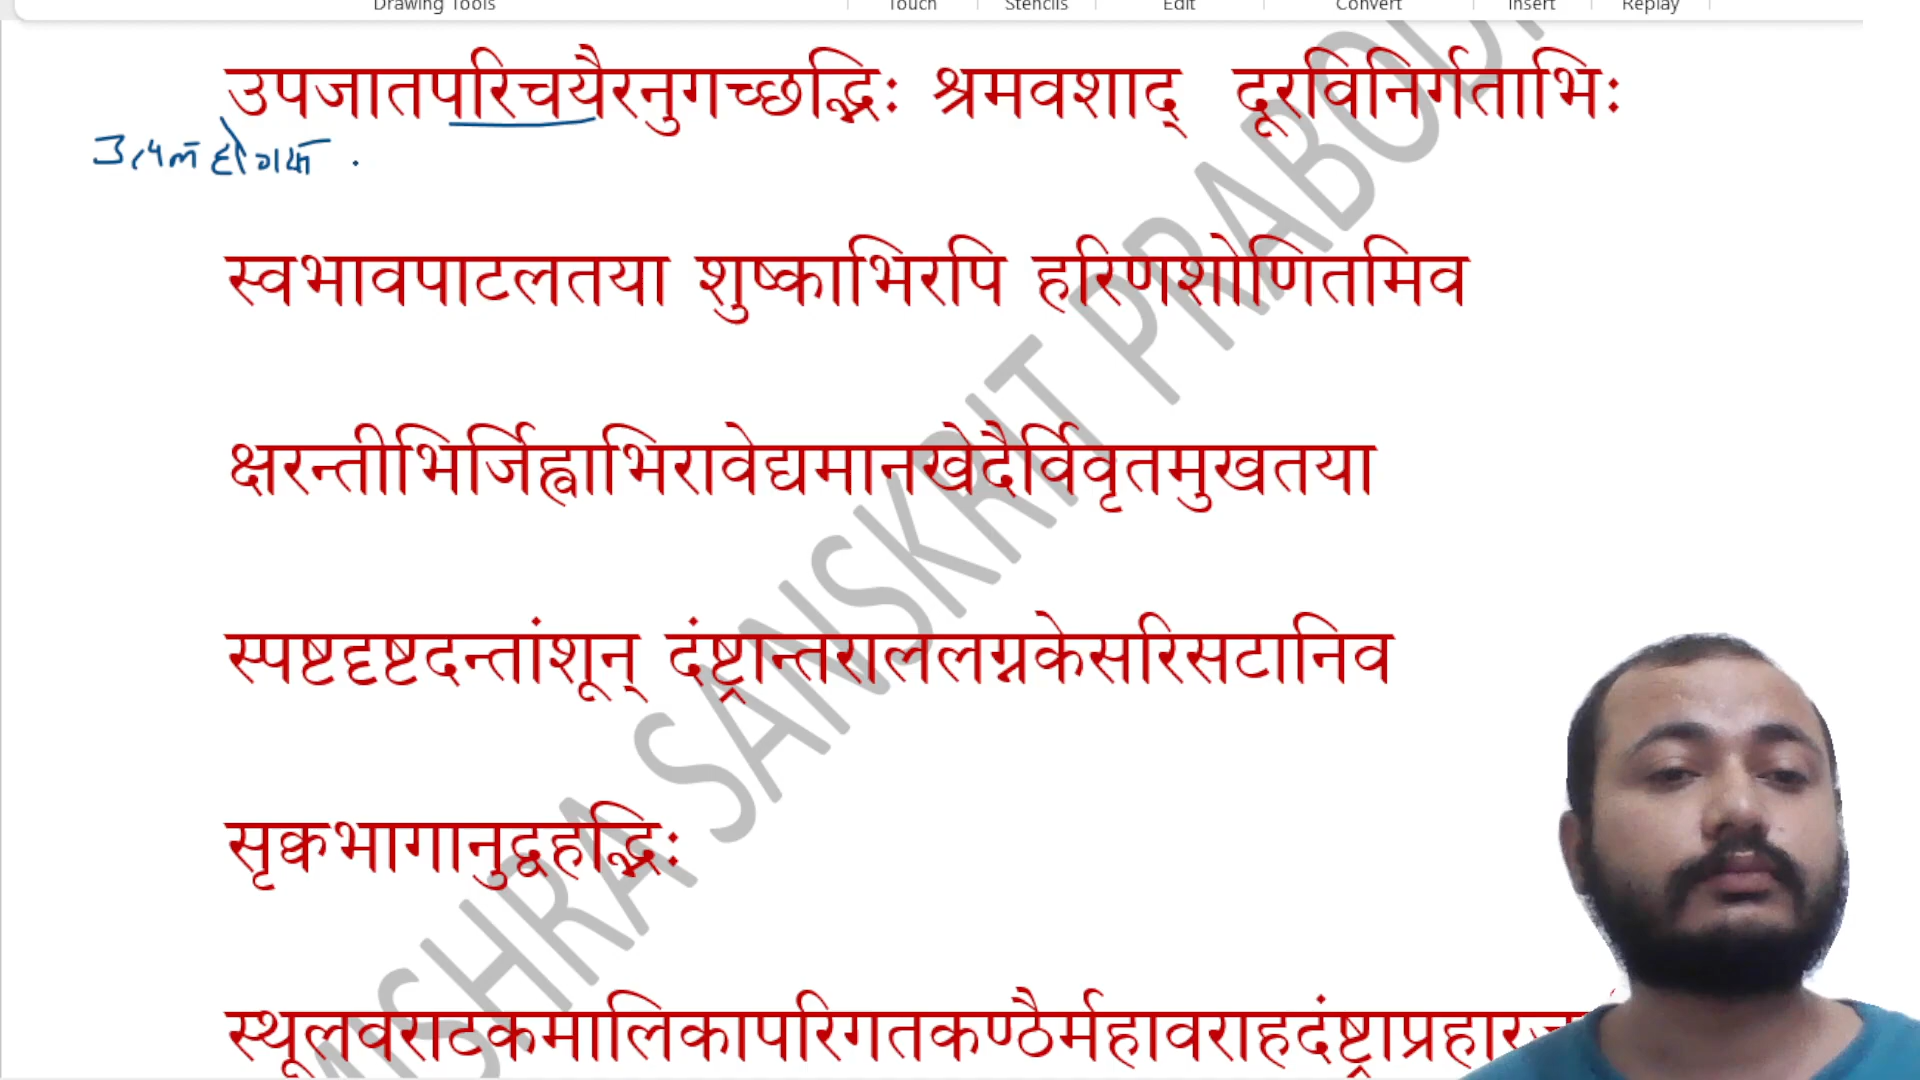 Drawing Tools Touch Stencils Edit Convert Insert Replay
उपजातपरिचयैरनुगच्छद्भिः श्रमवशाद् दूरविनिर्गताभिः
उत्पन्न हो गया
स्वभावपाटलतया शुष्काभिरपि हरिणशोणितमिव
क्षरन्तीभिर्जिह्वाभिरावेद्यमानखेदैर्विवृतमुखतया
स्पष्टदृष्टदन्तांशून् दंष्ट्रान्तराललग्नकेसरिसटानिव
सृक्वभागानुद्वहद्भिः
स्थूलवराटकमालिकापरिगतकण्ठैर्महावराहदंष्ट्राप्रहार
MISHRA SANSKRIT PRABODH